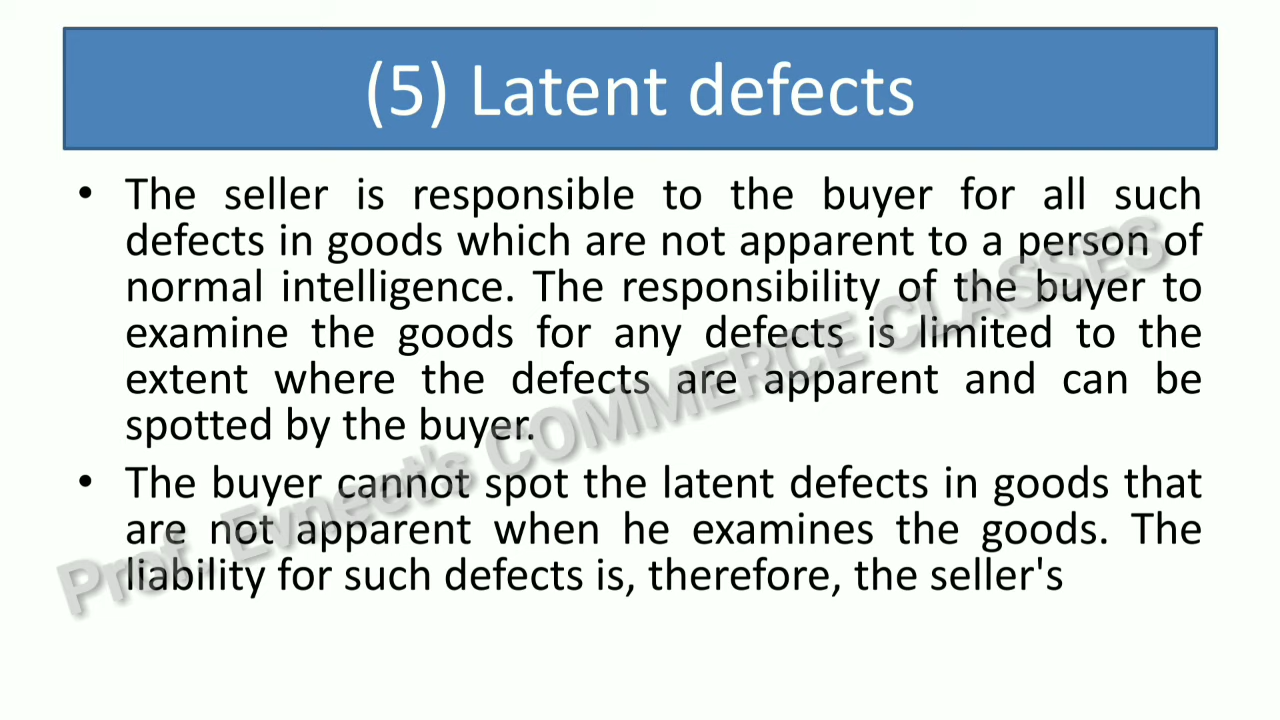 (5) Latent defects
• The seller is responsible to the buyer for all such
defects in goods which are not apparent to a person of
normal intelligence. The responsibility of the buyer to
examine the goods for any defects is limited to the
extent where the defects are apparent and can be
spotted by the buyer.
• The buyer cannot spot the latent defects in goods that
are not apparent when he examines the goods. The
liability for such defects is, therefore, the seller's
Prof. Evneet's COMMERCE CLASSES